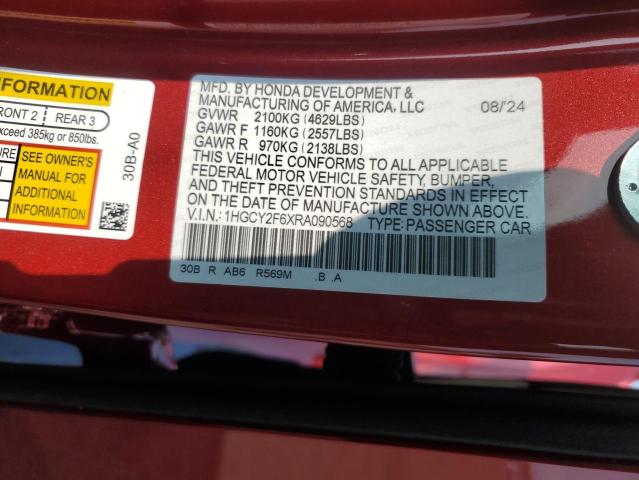 INFORMATION
FRONT 2 REAR 3
exceed 385kg or 850lbs.
SEE OWNER'S
MANUAL FOR
ADDITIONAL
INFORMATION
30B-A0
MFD. BY HONDA DEVELOPMENT &
MANUFACTURING OF AMERICA, LLC 08/24
GVWR 2100KG (4629LBS)
GAWR F 1160KG (2557LBS)
GAWR R 970KG (2138LBS)
THIS VEHICLE CONFORMS TO ALL APPLICABLE
FEDERAL MOTOR VEHICLE SAFETY, BUMPER,
AND THEFT PREVENTION STANDARDS IN EFFECT
ON THE DATE OF MANUFACTURE SHOWN ABOVE.
V.I.N.: 1HGCY2F6XRA090568 TYPE: PASSENGER CAR
30B R AB6 R569M .B .A